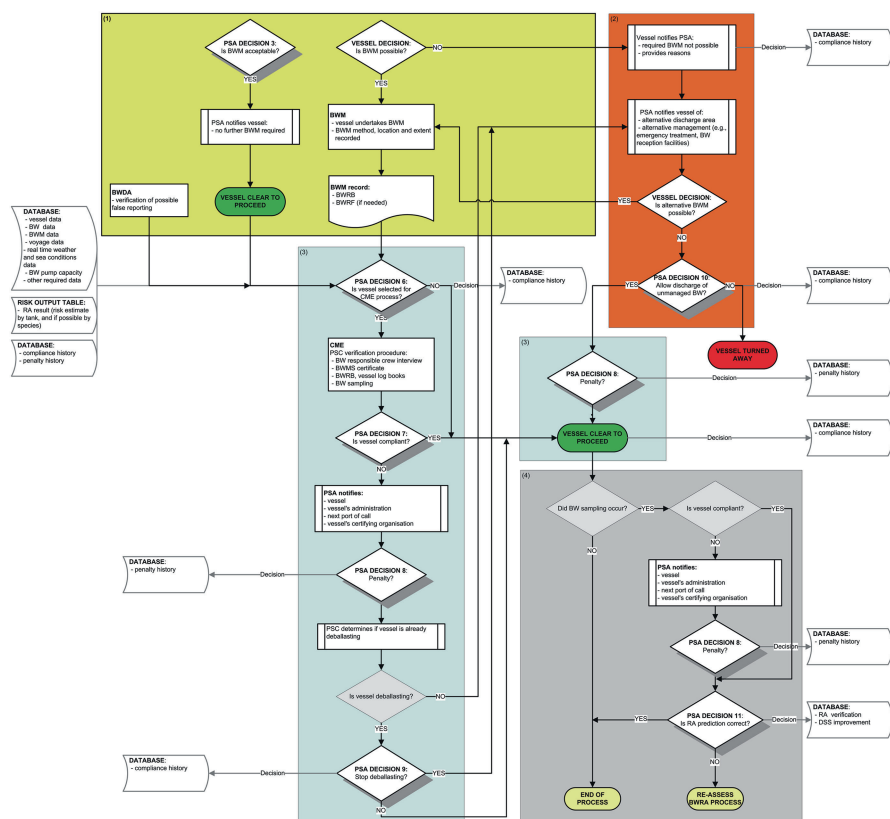 (1)
PSA DECISION 3:
Is BWM acceptable?
YES
PSA notifies vessel:
- no further BWM required
VESSEL CLEAR TO
PROCEED
BWDA
- verification of possible
false reporting
VESSEL DECISION:
Is BWM possible?
NO
YES
BWM
- vessel undertakes BWM
- BWM method, location and extent
recorded
BWM record:
- BWRB
- BWRF (if needed)
(2)
Vessel notifies PSA:
- required BWM not possible
- provides reasons
Decision
DATABASE:
- compliance history
PSA notifies vessel of:
- alternative discharge area
- alternative management (e.g.,
emergency treatment, BW
reception facilities)
VESSEL DECISION:
Is alternative BWM
possible?
YES
NO
PSA DECISION 10:
Allow discharge of
unmanaged BW?
YES
NO
Decision
DATABASE:
- compliance history
VESSEL TURNED
AWAY
DATABASE:
- vessel data
- BW data
- BWM data
- voyage data
- real time weather
and sea conditions
data
- BW pump capacity
- other required data
RISK OUTPUT TABLE:
- RA result (risk estimate
by tank, and if possible by
species)
DATABASE:
- compliance history
- penalty history
(3)
PSA DECISION 6:
Is vessel selected for
CME process?
NO
Decision
DATABASE:
- compliance history
YES
CME
PSC verification procedure:
- BW responsible crew interview
- BWMS certificate
- BWRB, vessel log books
- BW sampling
PSA DECISION 7:
Is vessel compliant?
YES
NO
PSA notifies:
- vessel
- vessel's administration
- next port of call
- vessel's certifying organisation
PSA DECISION 8:
Penalty?
Decision
DATABASE:
- penalty history
PSC determines if vessel is already
deballasting
Is vessel deballasting?
NO
YES
PSA DECISION 9:
Stop deballasting?
YES
NO
Decision
DATABASE:
- compliance history
(3)
PSA DECISION 8:
Penalty?
Decision
DATABASE:
- penalty history
VESSEL CLEAR TO
PROCEED
Decision
DATABASE:
- compliance history
(4)
Did BW sampling occur?
YES
Is vessel compliant?
YES
NO
NO
PSA notifies:
- vessel
- vessel's administration
- next port of call
- vessel's certifying organisation
PSA DECISION 8:
Penalty?
Decision
DATABASE:
- penalty history
PSA DECISION 11:
Is RA prediction correct?
YES
NO
Decision
DATABASE:
- RA verification
- DSS improvement
END OF
PROCESS
RE-ASSESS
BWRA PROCESS